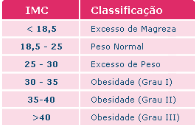 IMC Classificação
< 18,5 Excesso de Magreza
18,5 - 25 Peso Normal
25 - 30 Excesso de Peso
30 - 35 Obesidade (Grau I)
35-40 Obesidade (Grau II)
>40 Obesidade (Grau III)